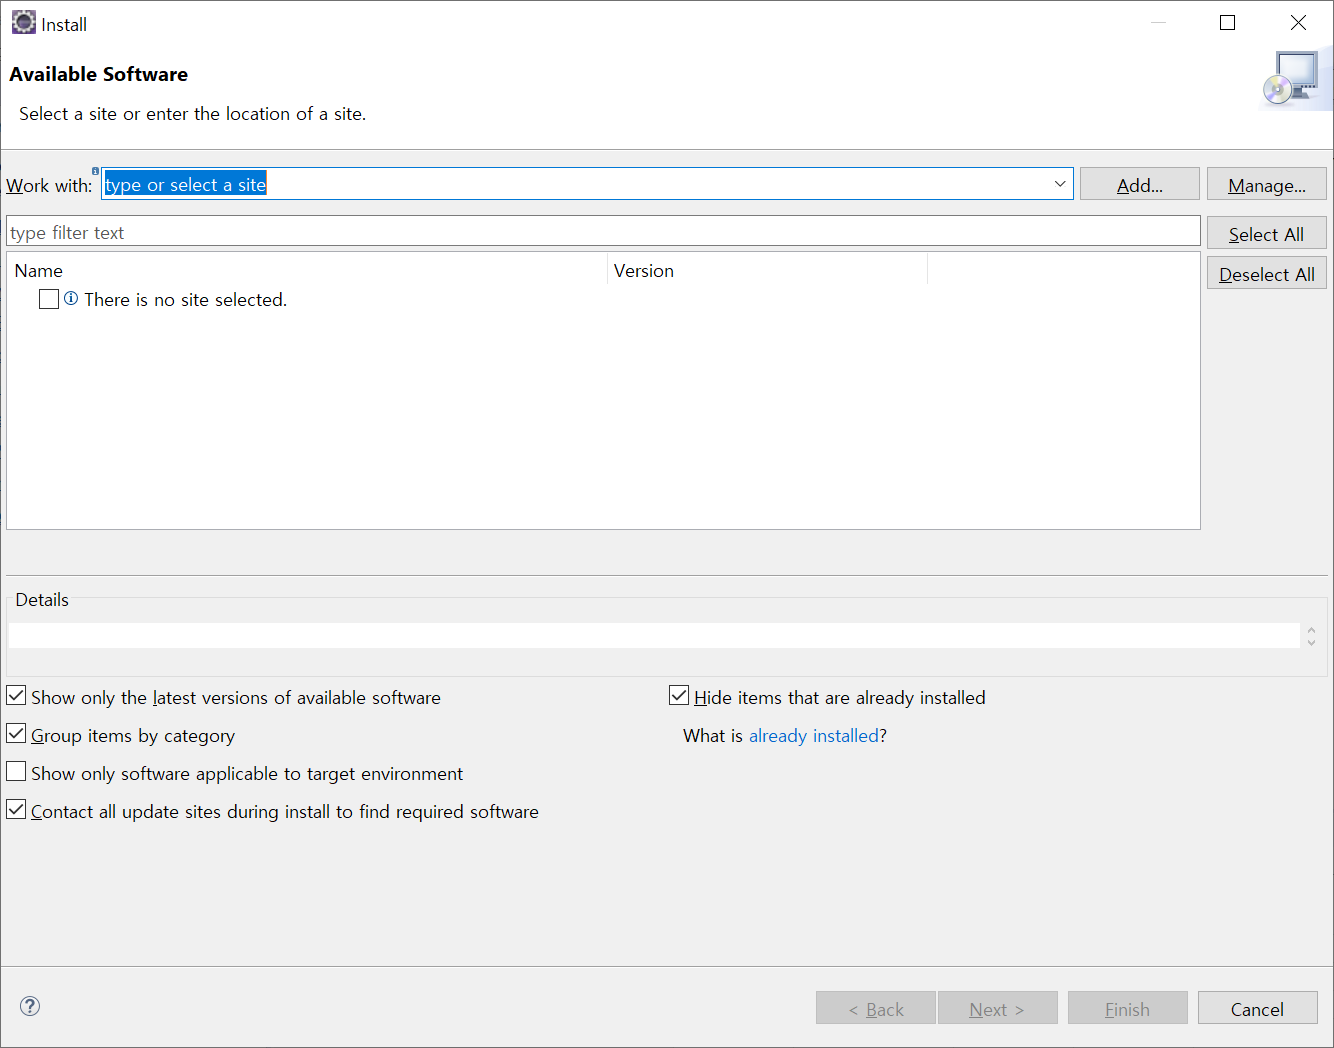 Install
Available Software
Select a site or enter the location of a site.
Work with: type or select a site Add... Manage...
type filter text Select All
Name Version Deselect All
There is no site selected.
Details
Show only the latest versions of available software Hide items that are already installed
Group items by category What is already installed?
Show only software applicable to target environment
Contact all update sites during install to find required software
? < Back Next > Finish Cancel